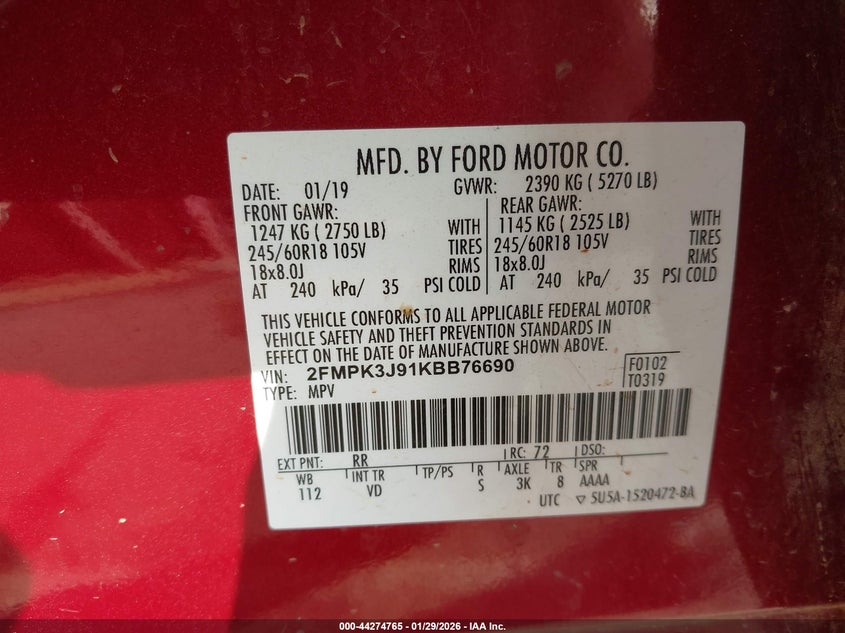 MFD. BY FORD MOTOR CO.
DATE: 01/19 GVWR: 2390 KG ( 5270 LB)
FRONT GAWR: REAR GAWR:
1247 KG ( 2750 LB) WITH 1145 KG ( 2525 LB) WITH
245/60R18 105V TIRES 245/60R18 105V TIRES
18x8.0J RIMS 18x8.0J RIMS
AT 240 kPa/ 35 PSI COLD AT 240 kPa/ 35 PSI COLD
THIS VEHICLE CONFORMS TO ALL APPLICABLE FEDERAL MOTOR
VEHICLE SAFETY AND THEFT PREVENTION STANDARDS IN
EFFECT ON THE DATE OF MANUFACTURE SHOWN ABOVE.
VIN: 2FMPK3J91KBB76690 F0102
TYPE: MPV T0319
EXT PNT: RR RC: 72 DSO:
WB INT TR TP/PS R AXLE TR SPR
112 VD S 3K 8 AAAA
UTC ▽ 5U5A-1520472-BA
000-44274765 - 01/29/2026 - IAA Inc.